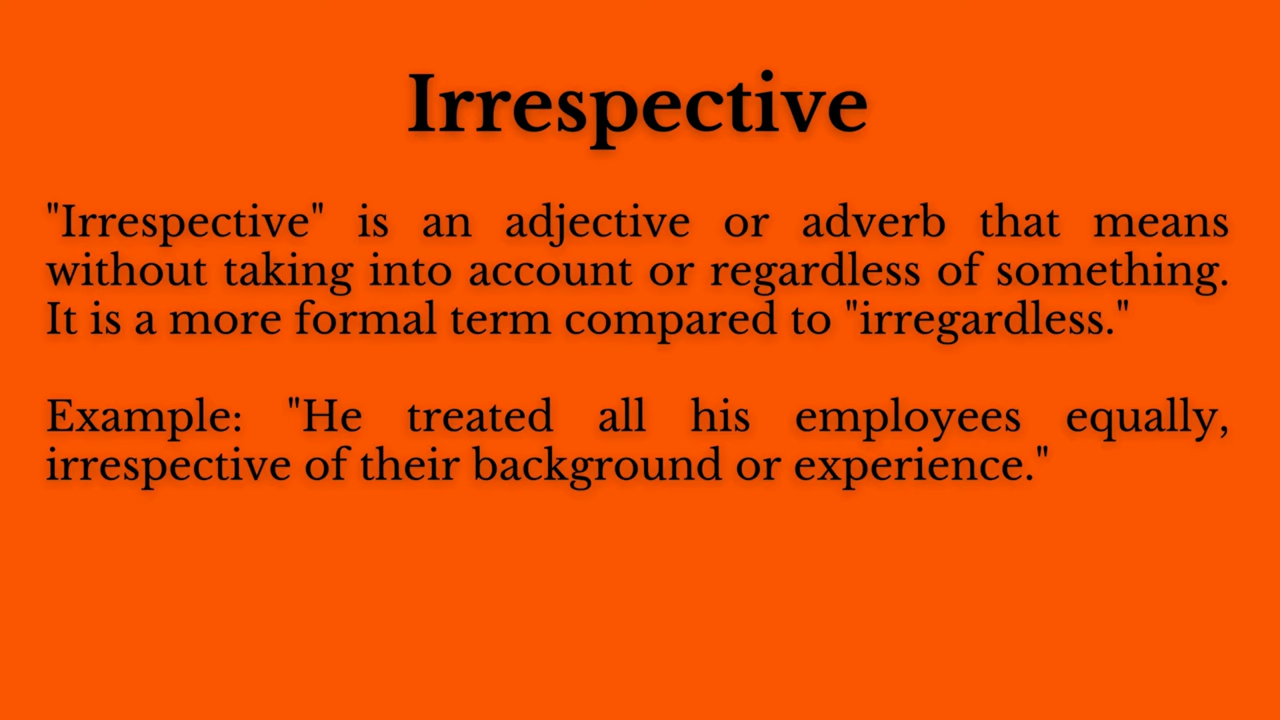 Irrespective
"Irrespective" is an adjective or adverb that means
without taking into account or regardless of something.
It is a more formal term compared to "irregardless."
Example: "He treated all his employees equally,
irrespective of their background or experience."